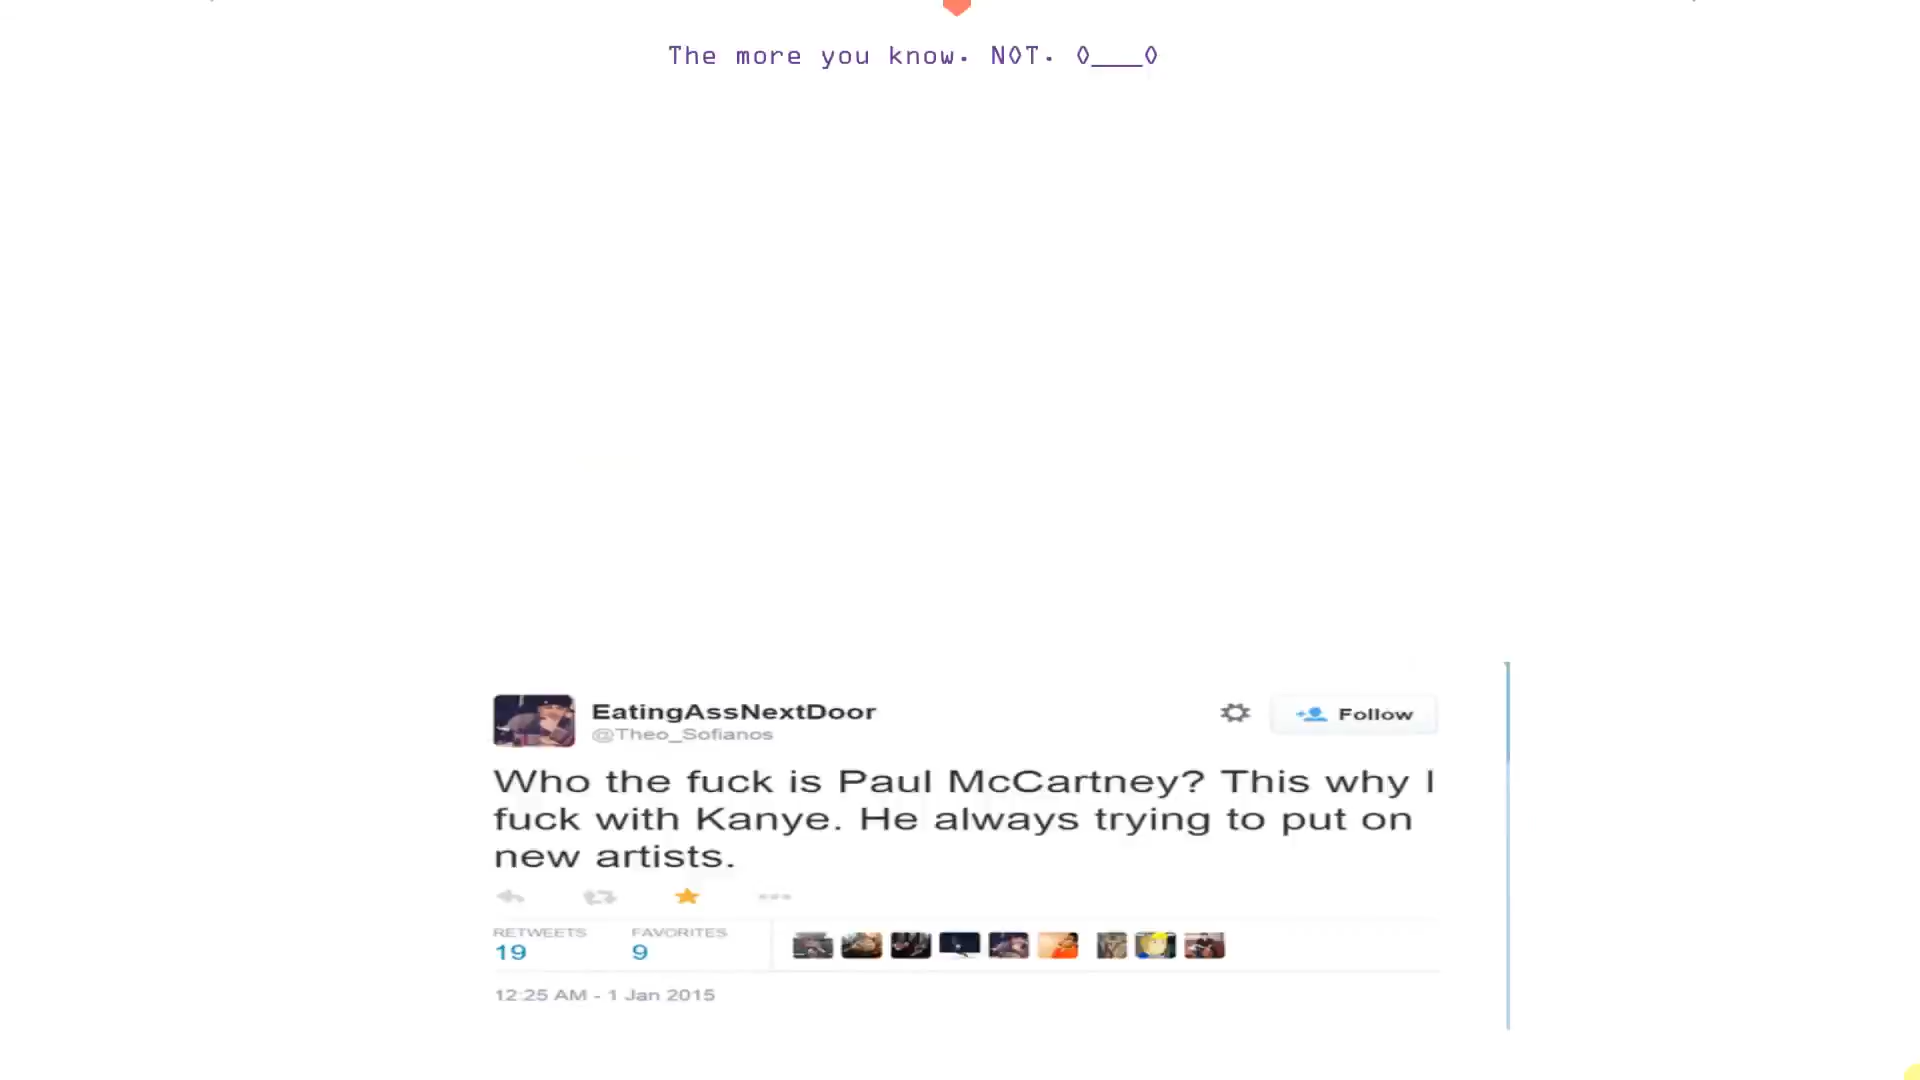 The more you know. NOT. 0___0
EatingAssNextDoor
@Theo_Sofianos
Follow
Who the fuck is Paul McCartney? This why I
fuck with Kanye. He always trying to put on
new artists.
RETWEETS FAVORITES
19 9
12:25 AM - 1 Jan 2015